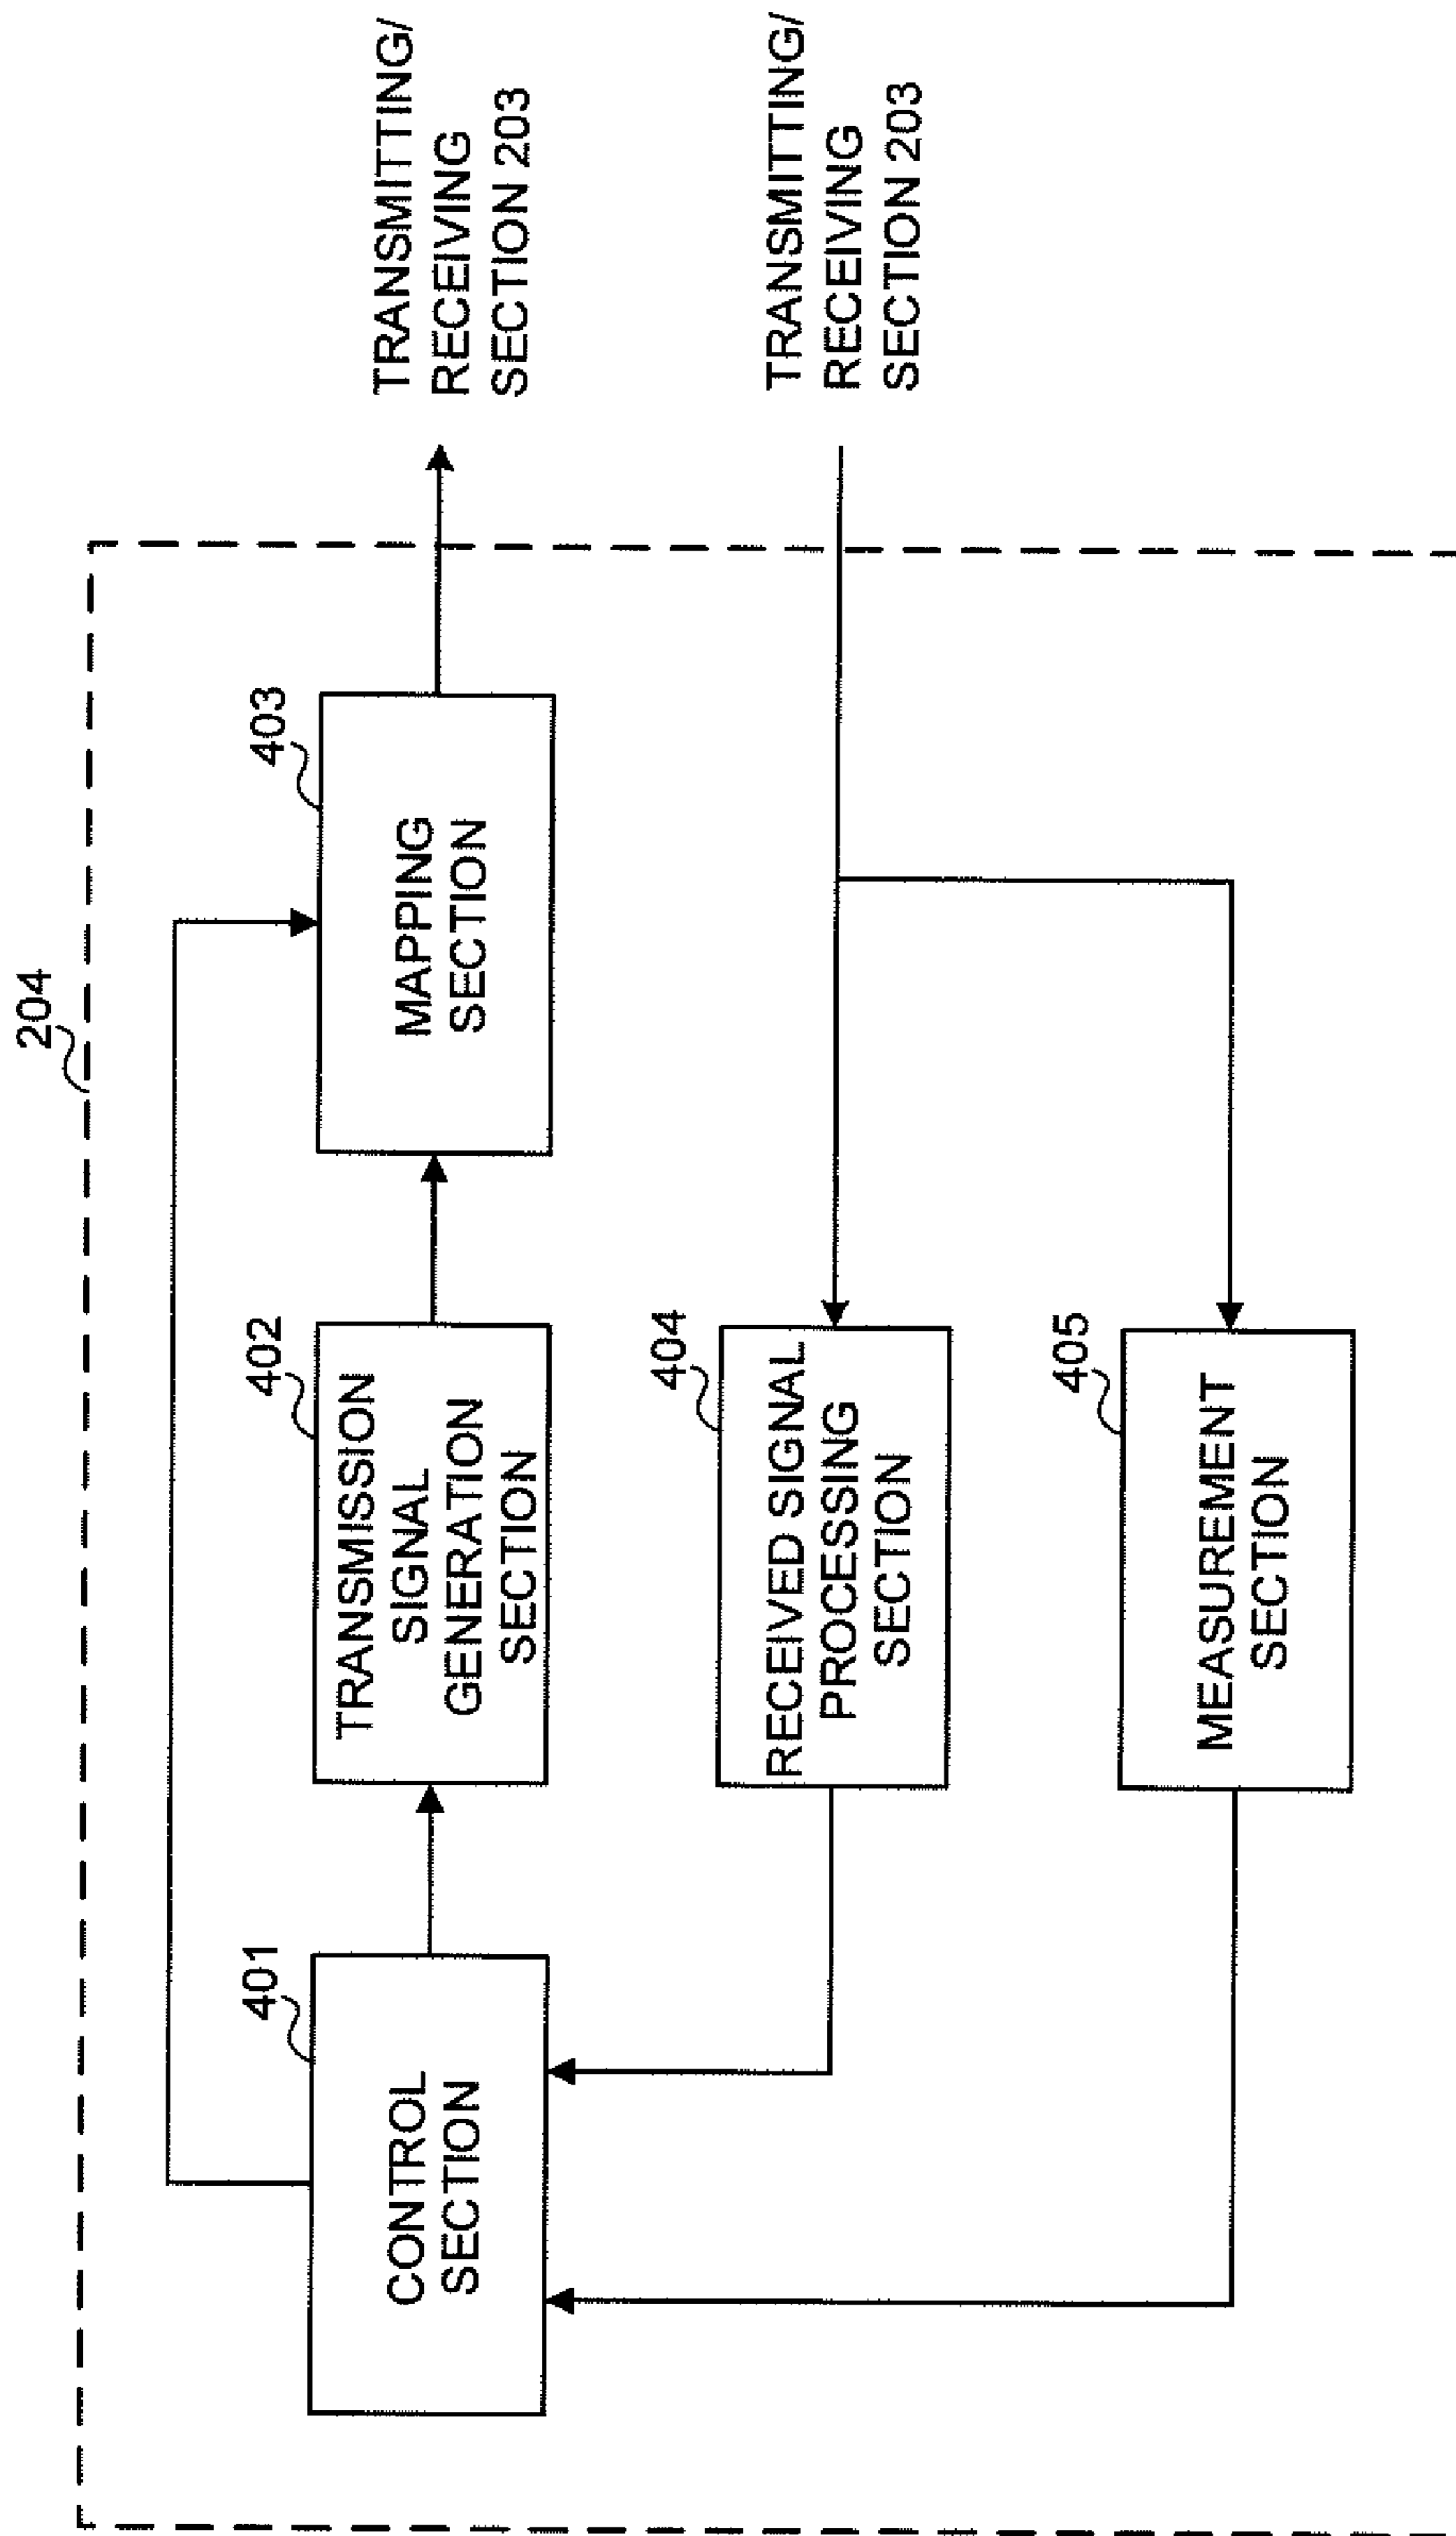 204
401
CONTROL
SECTION
402
TRANSMISSION
SIGNAL
GENERATION
SECTION
403
MAPPING
SECTION
TRANSMITTING/
RECEIVING
SECTION 203
404
RECEIVED SIGNAL
PROCESSING
SECTION
TRANSMITTING/
RECEIVING
SECTION 203
405
MEASUREMENT
SECTION